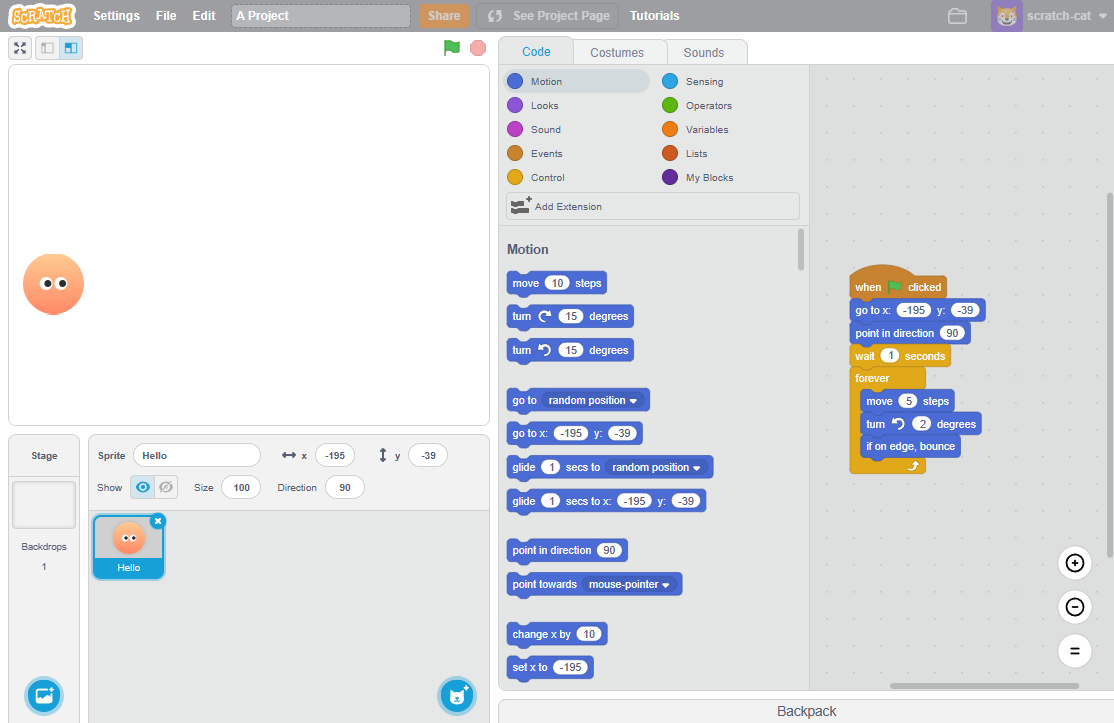 SCRATCH Settings File Edit A Project Share See Project Page Tutorials scratch-cat
Code Costumes Sounds
Motion Sensing
Looks Operators
Sound Variables
Events Lists
Control My Blocks
Add Extension
Motion
move 10 steps
turn 15 degrees
turn 15 degrees
go to random position
go to x: -195 y: -39
glide 1 secs to random position
glide 1 secs to x: -195 y: -39
point in direction 90
point towards mouse-pointer
change x by 10
set x to -195
when clicked
go to x: -195 y: -39
point in direction 90
wait 1 seconds
forever
move 5 steps
turn 2 degrees
if on edge, bounce
Sprite Hello x -195 y -39
Show Size 100 Direction 90
Hello
Stage
Backdrops
1
Backpack